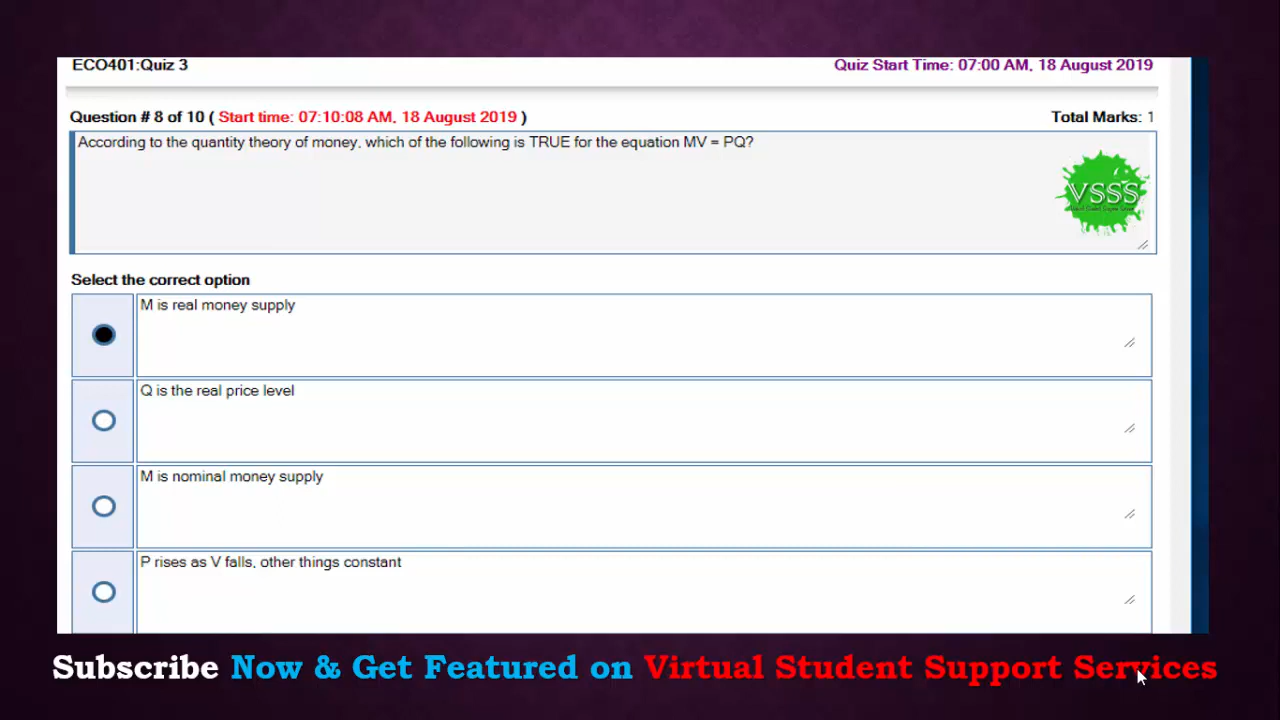 ECO401:Quiz 3
Quiz Start Time: 07:00 AM, 18 August 2019
Question # 8 of 10 ( Start time: 07:10:08 AM, 18 August 2019 )
Total Marks: 1
According to the quantity theory of money, which of the following is TRUE for the equation MV = PQ?
VSSS
Select the correct option
M is real money supply
Q is the real price level
M is nominal money supply
P rises as V falls, other things constant
Subscribe Now & Get Featured on Virtual Student Support Services